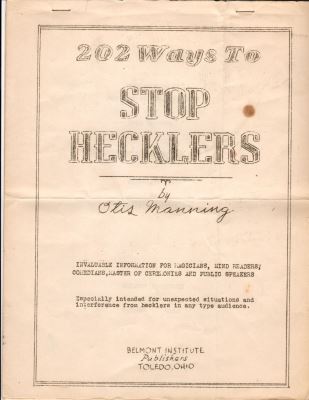 202 Ways To
STOP
HECKLERS
by
Otis Manning
INVALUABLE INFORMATION FOR MAGICIANS, MIND READERS;
COMEDIANS,MASTER OF CEREMONIES AND PUBLIC SPEAKERS
Especially intended for unexpected situations and
interference from hecklers in any type audience.
BELMONT INSTITUTE
Publishers
TOLEDO, OHIO